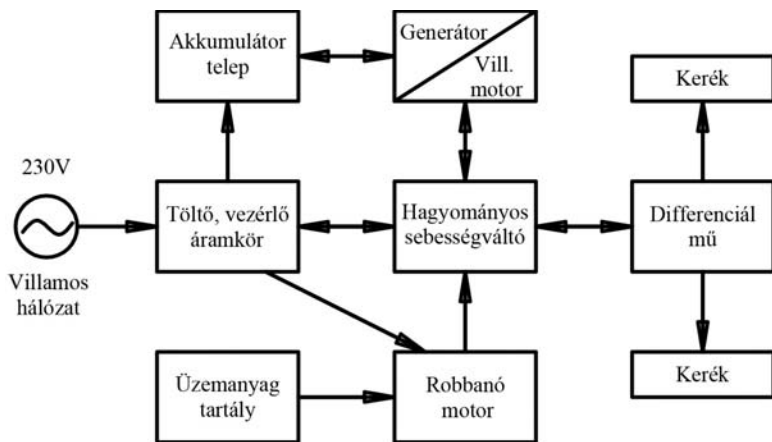 Akkumulátor
telep
Generátor
Vill.
motor
Kerék
230V
Töltő, vezérlő
áramkör
Hagyományos
sebességváltó
Differenciál
mű
Villamos
hálózat
Üzemanyag
tartály
Robbanó
motor
Kerék